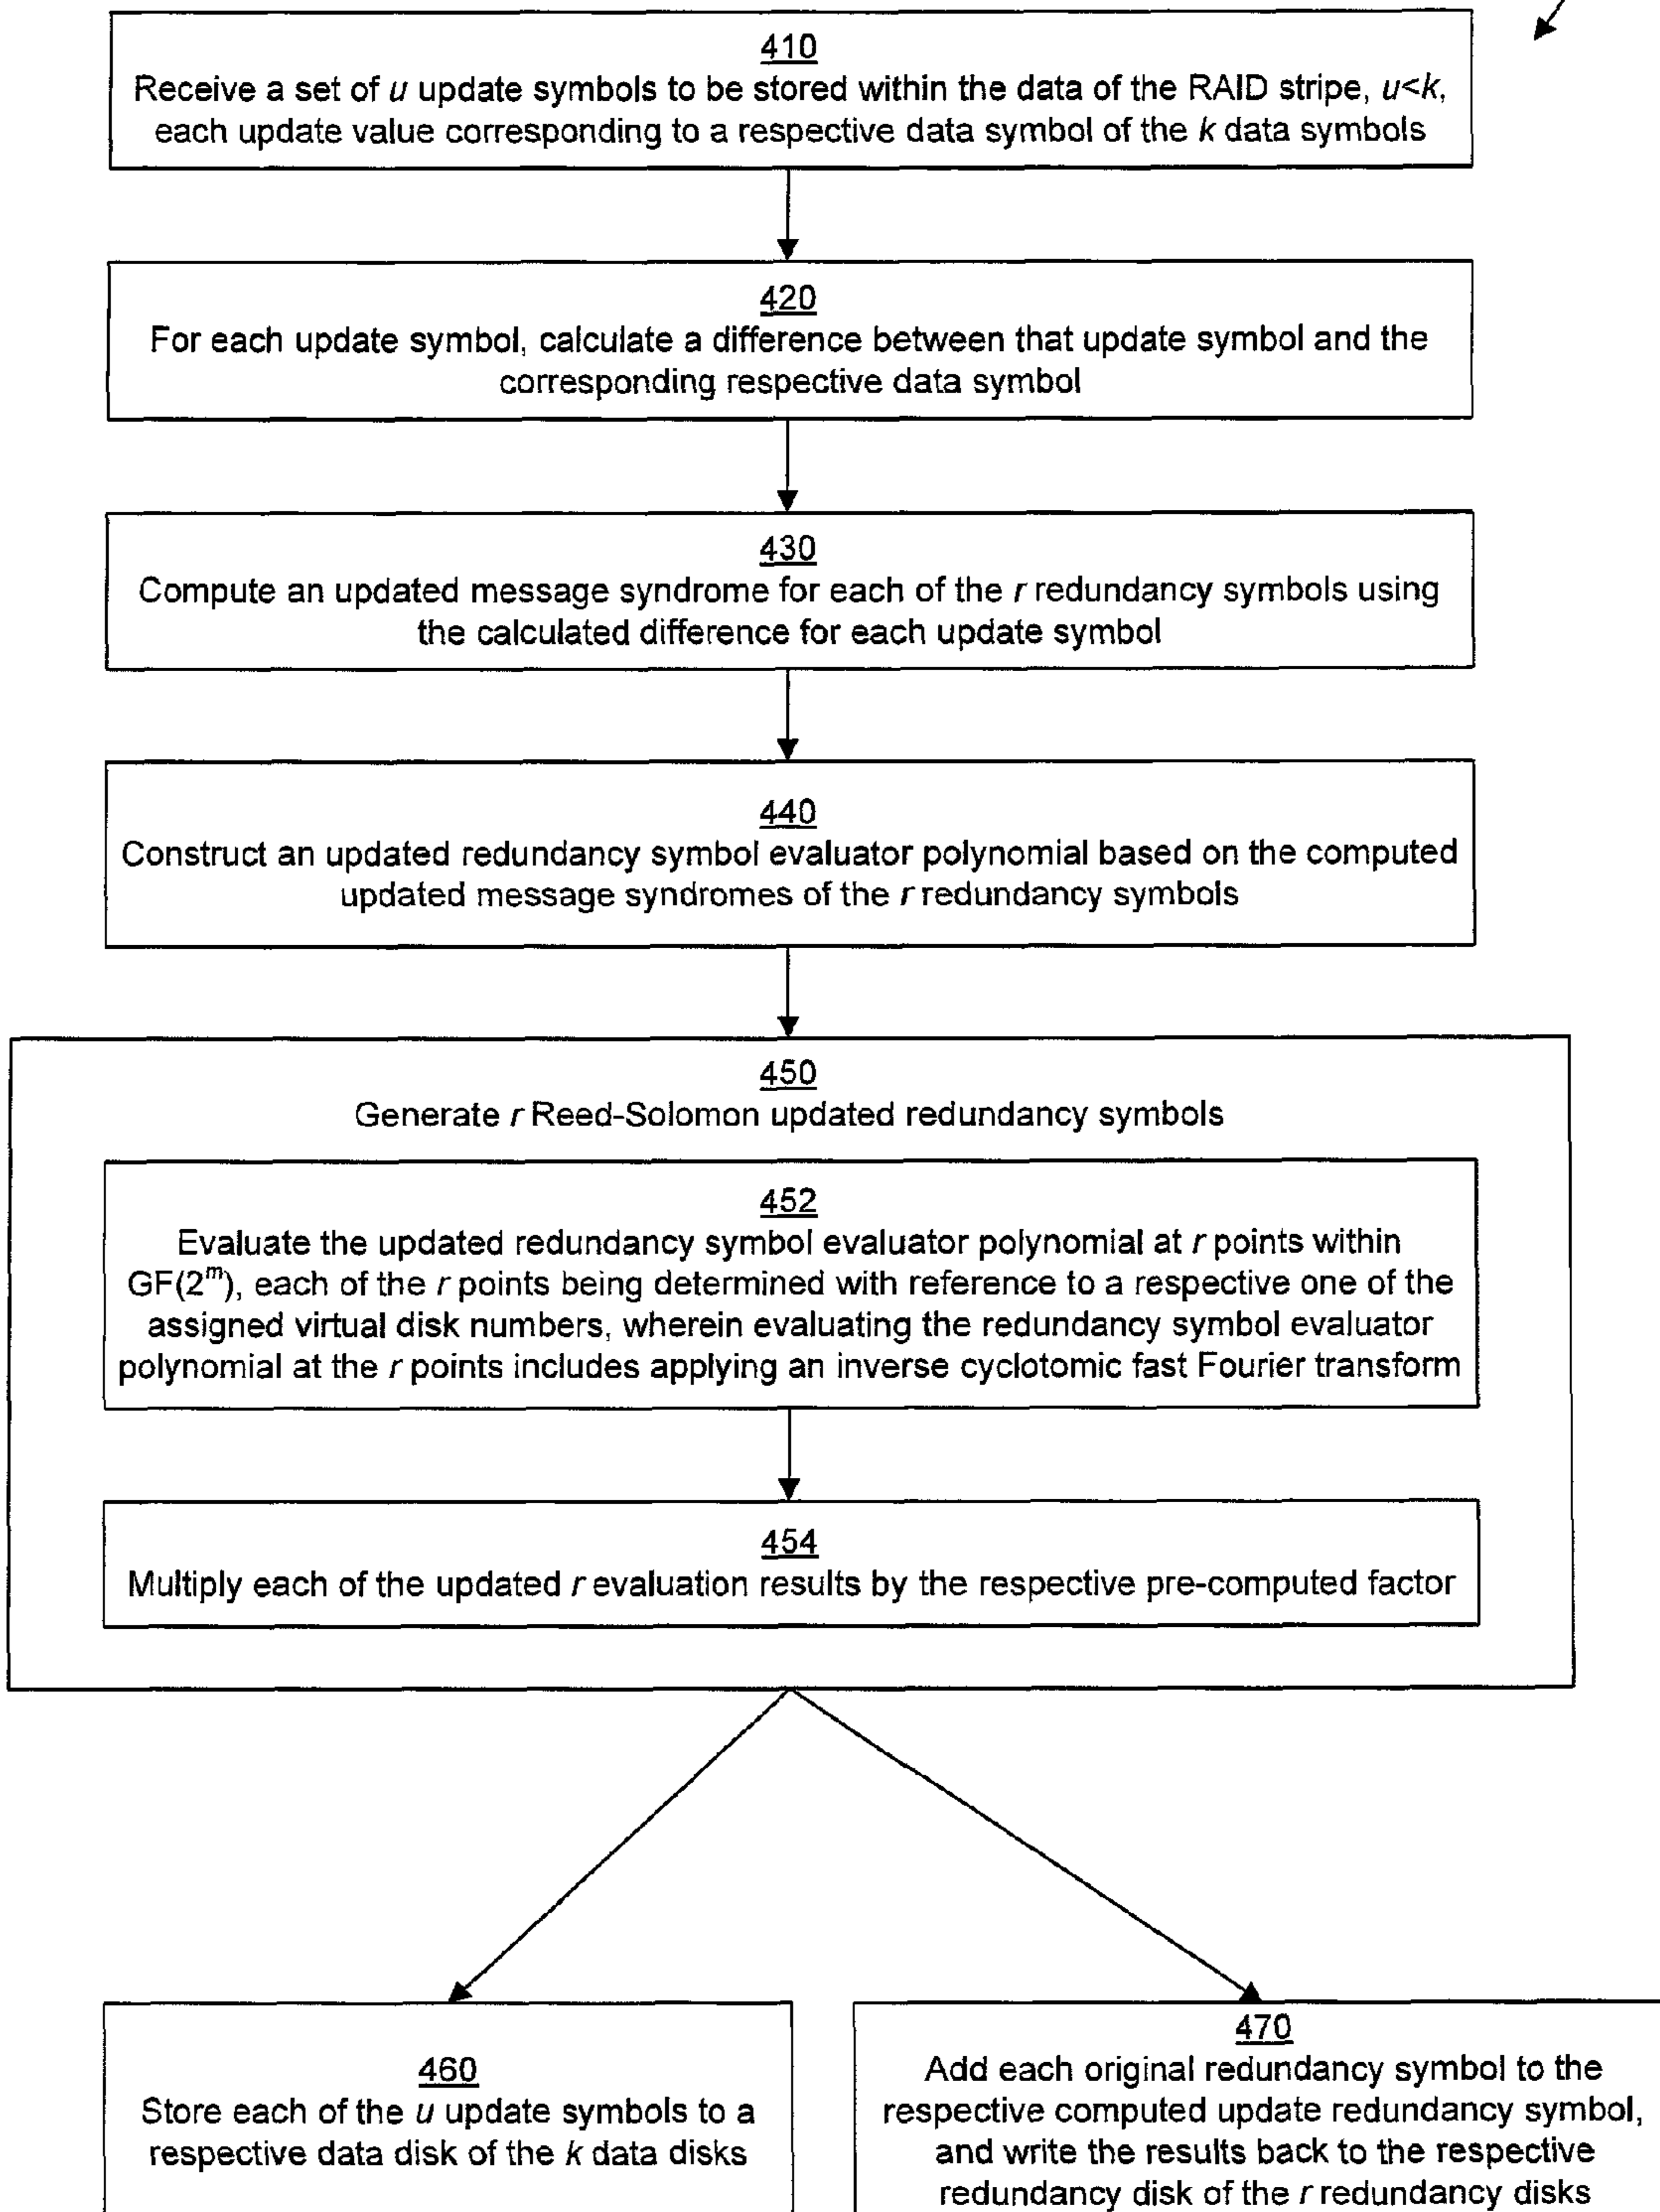 410
Receive a set of u update symbols to be stored within the data of the RAID stripe, u<k,
each update value corresponding to a respective data symbol of the k data symbols
420
For each update symbol, calculate a difference between that update symbol and the
corresponding respective data symbol
430
Compute an updated message syndrome for each of the r redundancy symbols using
the calculated difference for each update symbol
440
Construct an updated redundancy symbol evaluator polynomial based on the computed
updated message syndromes of the r redundancy symbols
450
Generate r Reed-Solomon updated redundancy symbols
452
Evaluate the updated redundancy symbol evaluator polynomial at r points within
GF(2^m), each of the r points being determined with reference to a respective one of the
assigned virtual disk numbers, wherein evaluating the redundancy symbol evaluator
polynomial at the r points includes applying an inverse cyclotomic fast Fourier transform
454
Multiply each of the updated r evaluation results by the respective pre-computed factor
460
Store each of the u update symbols to a
respective data disk of the k data disks
470
Add each original redundancy symbol to the
respective computed update redundancy symbol,
and write the results back to the respective
redundancy disk of the r redundancy disks